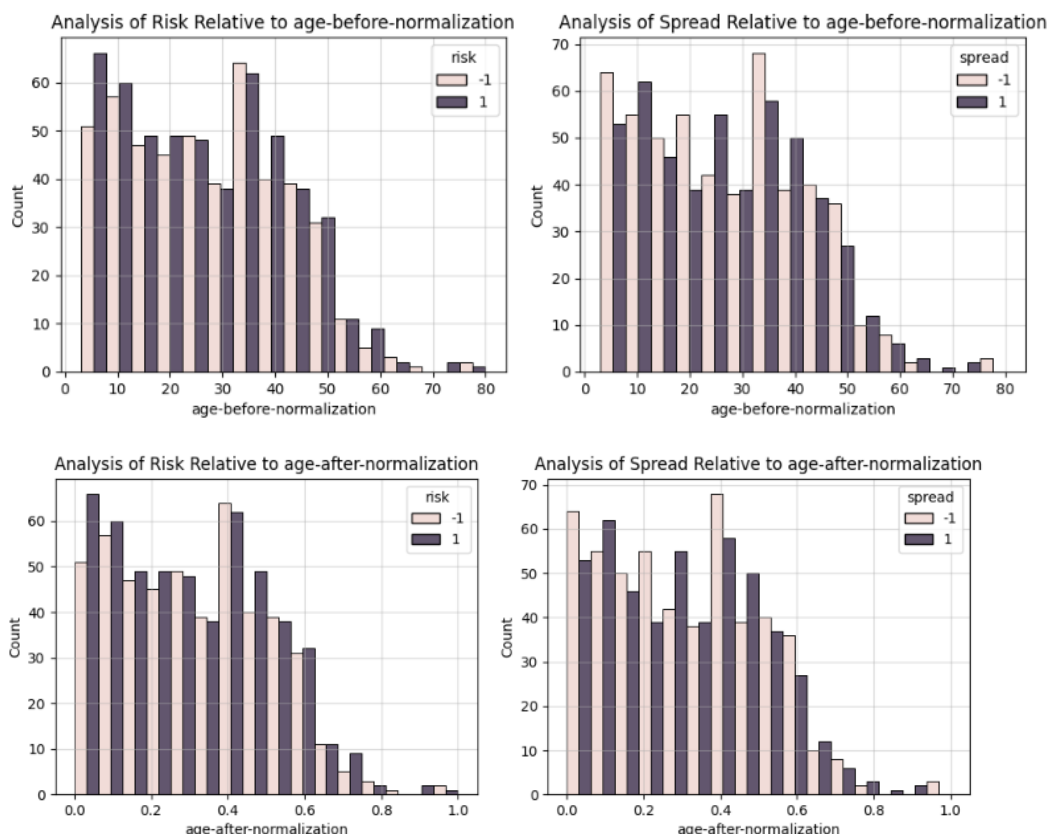 Analysis of Risk Relative to age-before-normalization
risk
-1
1
60
50
40
30
20
10
0
Count
0 10 20 30 40 50 60 70 80
age-before-normalization
Analysis of Spread Relative to age-before-normalization
spread
-1
1
70
60
50
40
30
20
10
0
Count
0 10 20 30 40 50 60 70 80
age-before-normalization
Analysis of Risk Relative to age-after-normalization
risk
-1
1
60
50
40
30
20
10
0
Count
0.0 0.2 0.4 0.6 0.8 1.0
age-after-normalization
Analysis of Spread Relative to age-after-normalization
spread
-1
1
70
60
50
40
30
20
10
0
Count
0.0 0.2 0.4 0.6 0.8 1.0
age-after-normalization